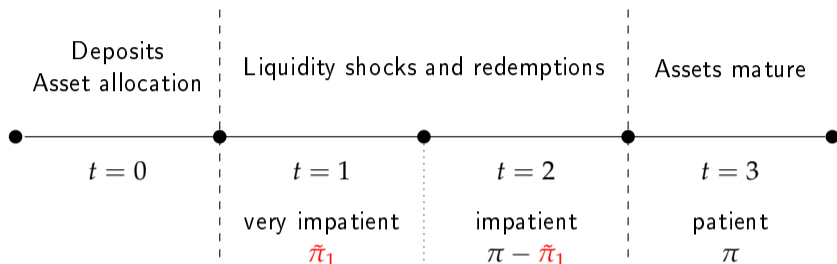 Deposits
Asset allocation
Liquidity shocks and redemptions
Assets mature
t = 0
t = 1
t = 2
t = 3
very impatient
impatient
patient
π̃₁
π − π̃₁
π